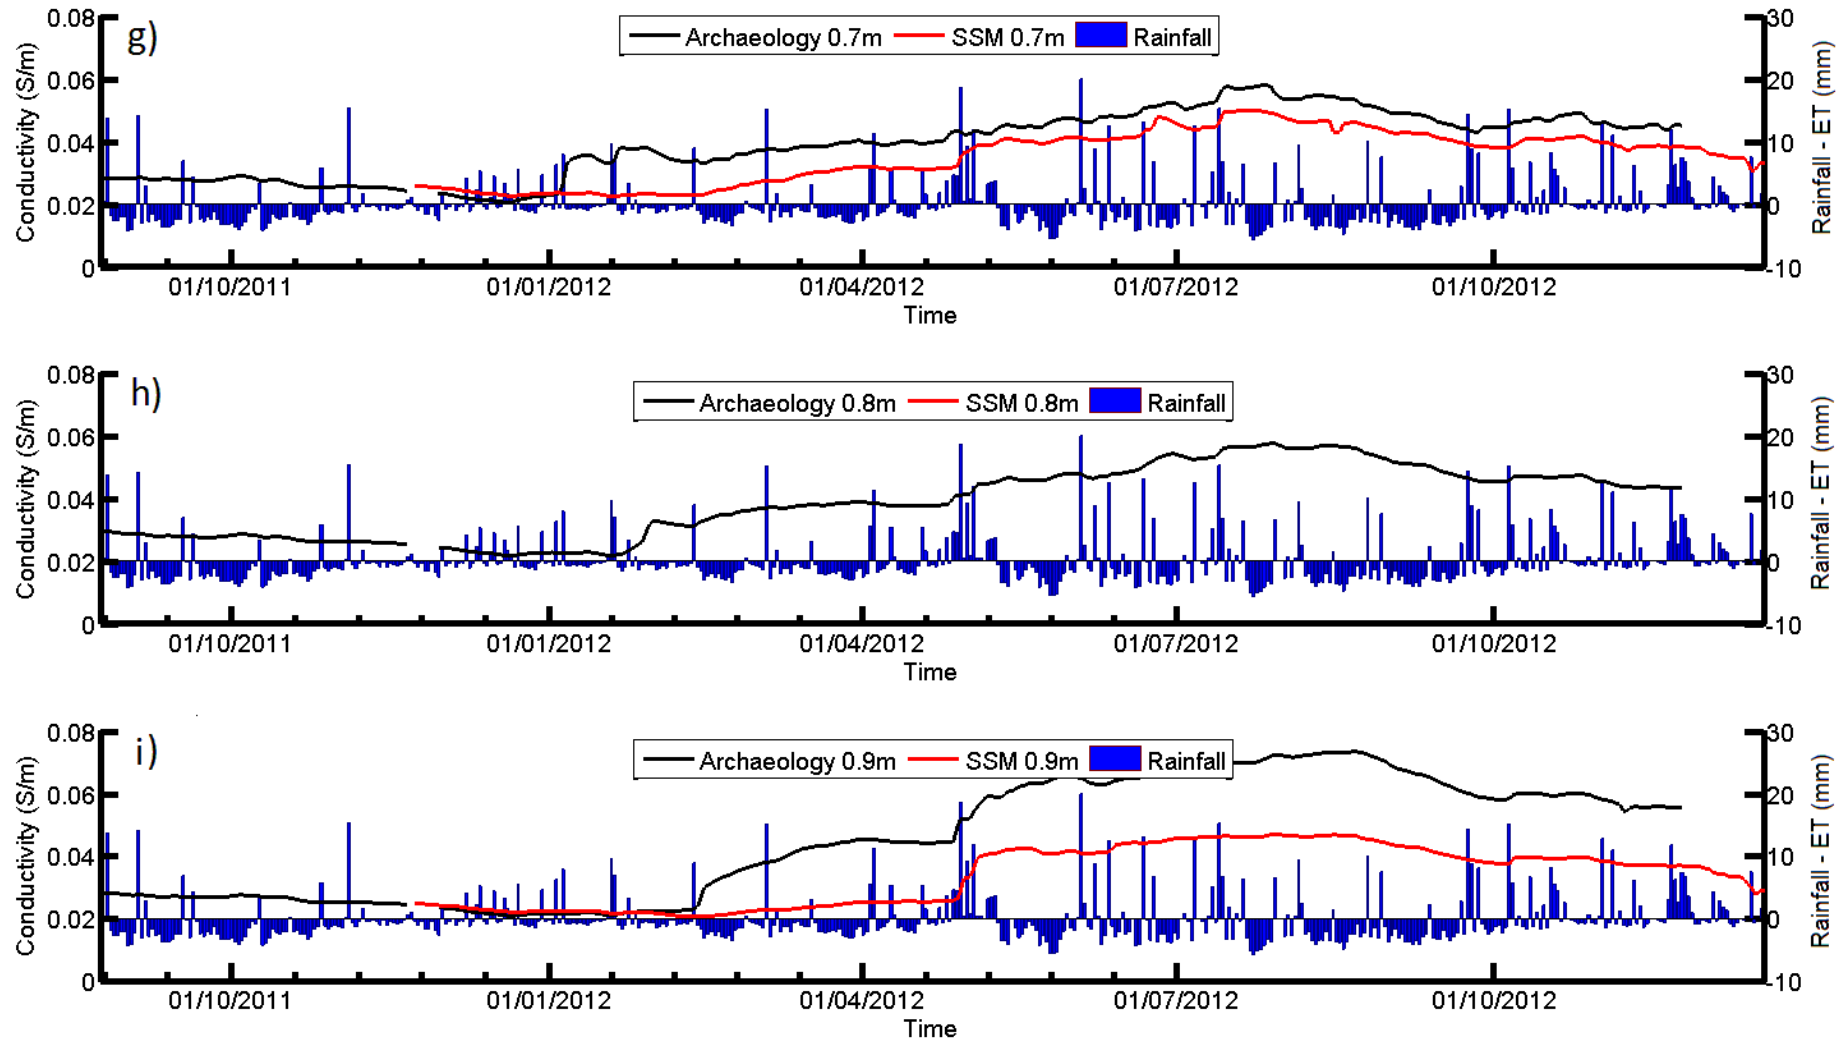 g)
Archaeology 0.7m SSM 0.7m Rainfall
Conductivity (S/m)
0.08
0.06
0.04
0.02
0
30
20
10
0
-10
Rainfall - ET (mm)
01/10/2011 01/01/2012 01/04/2012 01/07/2012 01/10/2012
Time
h)
Archaeology 0.8m SSM 0.8m Rainfall
Conductivity (S/m)
0.08
0.06
0.04
0.02
0
30
20
10
0
-10
Rainfall - ET (mm)
01/10/2011 01/01/2012 01/04/2012 01/07/2012 01/10/2012
Time
i)
Archaeology 0.9m SSM 0.9m Rainfall
Conductivity (S/m)
0.08
0.06
0.04
0.02
0
30
20
10
0
-10
Rainfall - ET (mm)
01/10/2011 01/01/2012 01/04/2012 01/07/2012 01/10/2012
Time